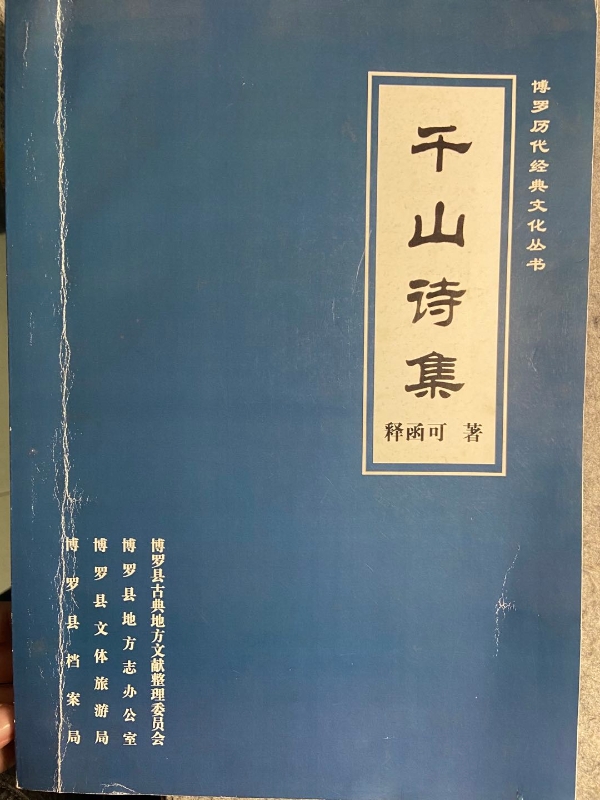 博罗历代经典文化丛书
千山诗集
释函可 著
博罗县古典地方文献整理委员会
博罗县地方志办公室
博罗县文体旅游局
博罗县档案局